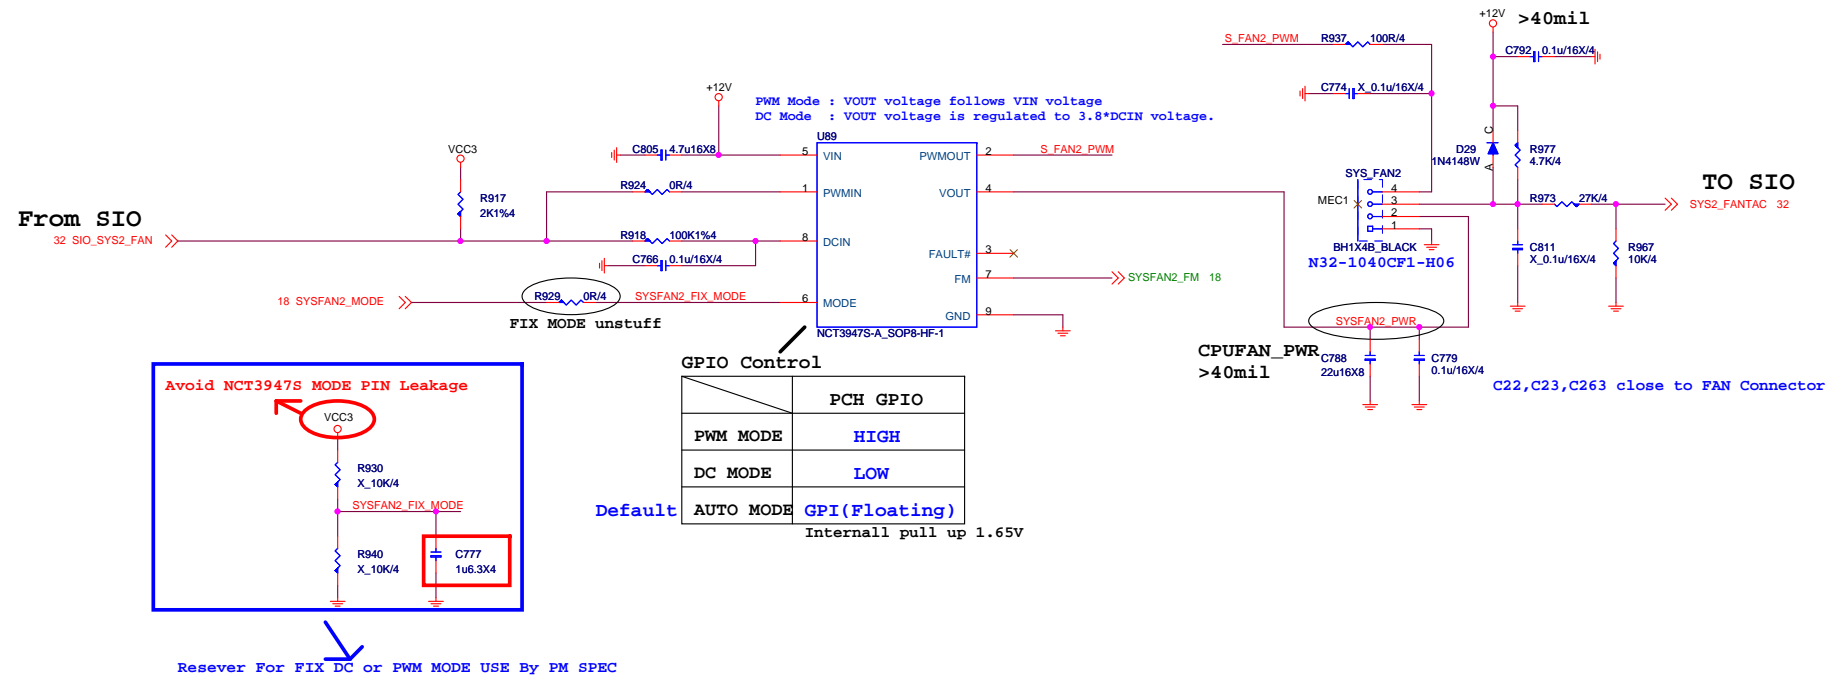 +12V
>40mil
S_FAN2_PWM
R937
100R/4
C792
0.1u/16X/4
C774
X_0.1u/16X/4
+12V
PWM Mode : VOUT voltage follows VIN voltage
DC Mode  : VOUT voltage is regulated to 3.8*DCIN voltage.
U89
C805
4.7u16X8
5
VIN
PWMOUT
2
S_FAN2_PWM
VCC3
R924
0R/4
1
PWMIN
VOUT
4
R917
2K1%4
C
D29
1N4148W
A
R977
4.7K/4
SYS_FAN2
MEC1
4
3
2
1
BH1X4B_BLACK
N32-1040CF1-H06
R973
27K/4
TO SIO
SYS2_FANTAC
32
From SIO
32
SIO_SYS2_FAN
R918
100K1%4
8
DCIN
C766
0.1u/16X/4
FAULT#
3
FM
7
SYSFAN2_FM
18
C811
X_0.1u/16X/4
R967
10K/4
18
SYSFAN2_MODE
R929
0R/4
SYSFAN2_FIX_MODE
6
MODE
GND
9
FIX MODE unstuff
NCT3947S-A_SOP8-HF-1
SYSFAN2_PWR
CPUFAN_PWR
>40mil
C788
22u16X8
C779
0.1u/16X/4
C22,C23,C263 close to FAN Connector
GPIO Control
PCH GPIO
PWM MODE
HIGH
DC MODE
LOW
Default
AUTO MODE
GPI(Floating)
Internall pull up 1.65V
Avoid NCT3947S MODE PIN Leakage
VCC3
R930
X_10K/4
SYSFAN2_FIX_MODE
R940
X_10K/4
C777
1u6.3X4
Resever For FIX DC or PWM MODE USE By PM SPEC